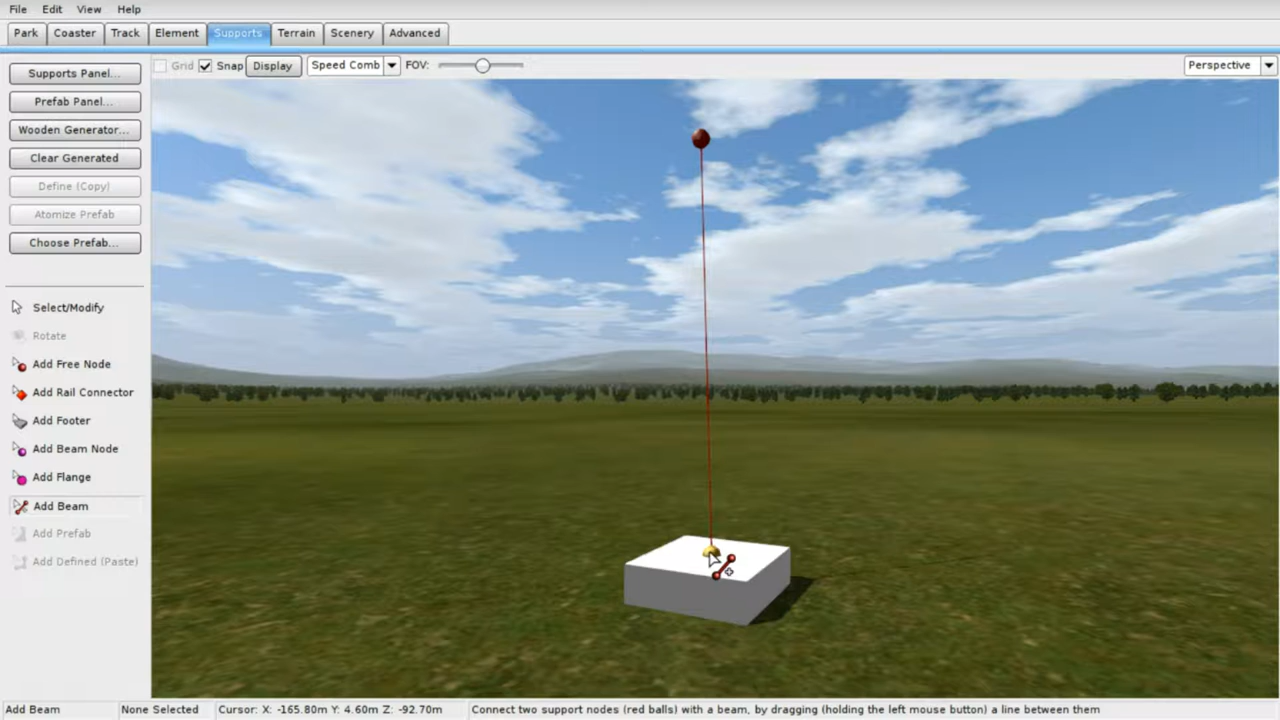 File Edit View Help
Park Coaster Track Element Supports Terrain Scenery Advanced
Supports Panel... Grid Snap Display Speed Comb FOV: Perspective
Prefab Panel...
Wooden Generator...
Clear Generated
Define (Copy)
Atomize Prefab
Choose Prefab...
Select/Modify
Rotate
Add Free Node
Add Rail Connector
Add Footer
Add Beam Node
Add Flange
Add Beam
Add Prefab
Add Defined (Paste)
Add Beam None Selected Cursor: X: -165.80m Y: 4.60m Z: -92.70m Connect two support nodes (red balls) with a beam, by dragging (holding the left mouse button) a line between them